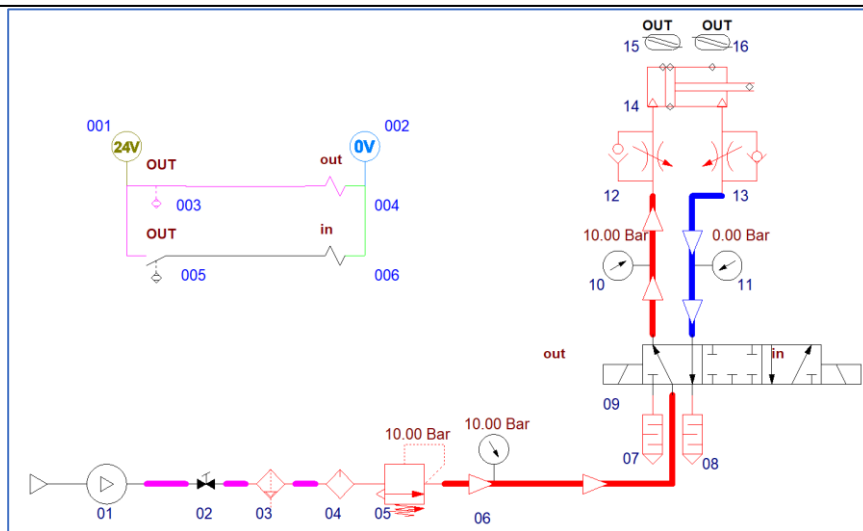 OUT OUT
15 16
14
001 002
24V 0V
OUT out
003 004
12 13
OUT in
005 006
10.00 Bar 0.00 Bar
10 11
out in
09
10.00 Bar 10.00 Bar
07 08
01 02 03 04 05 06